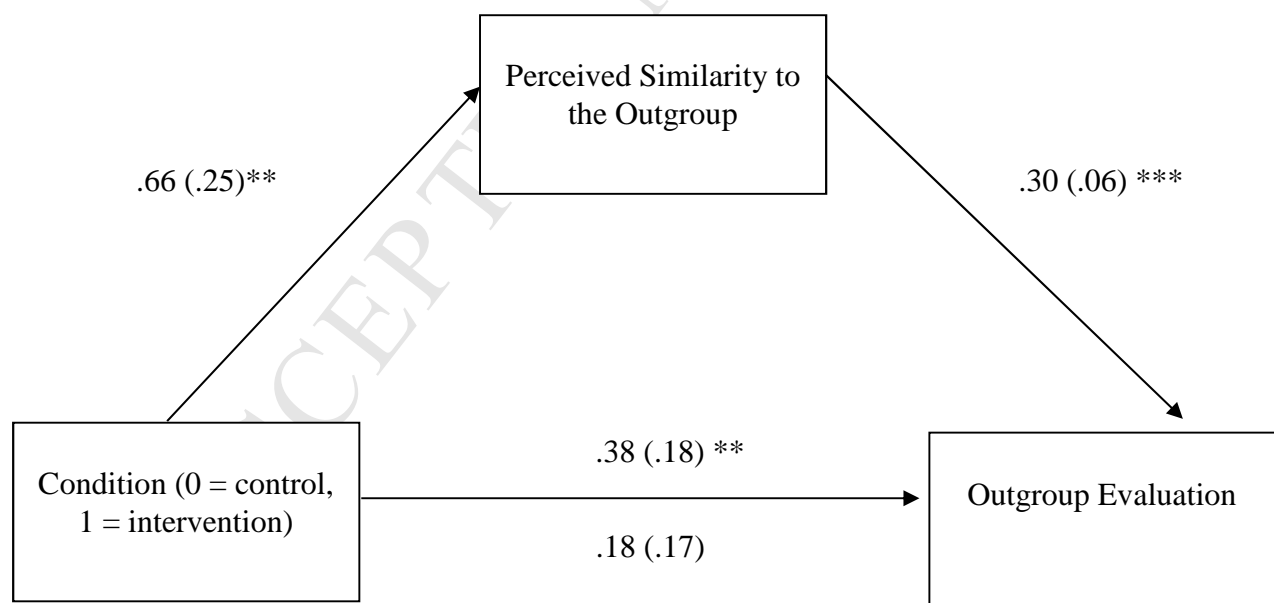 Perceived Similarity to
the Outgroup
.66 (.25)**
.30 (.06) ***
.38 (.18) **
Condition (0 = control,
1 = intervention)
Outgroup Evaluation
.18 (.17)